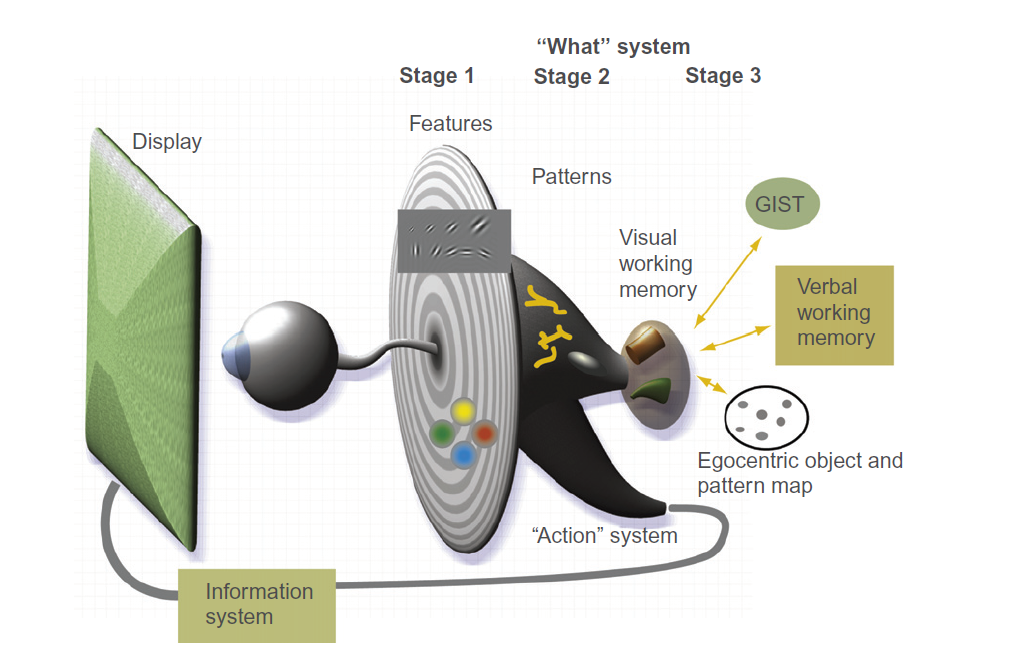 “What” system
Stage 1
Stage 2
Stage 3
Features
Display
Patterns
GIST
Visual
working
memory
Verbal
working
memory
Egocentric object and
pattern map
“Action” system
Information
system